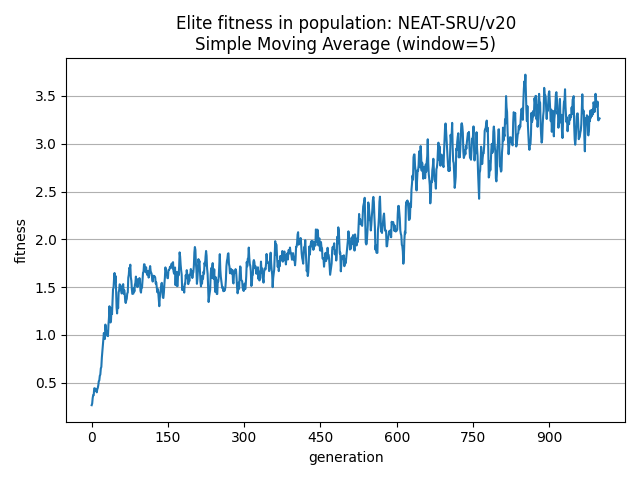 Elite fitness in population: NEAT-SRU/v20
Simple Moving Average (window=5)
fitness
3.5
3.0
2.5
2.0
1.5
1.0
0.5
0 150 300 450 600 750 900
generation